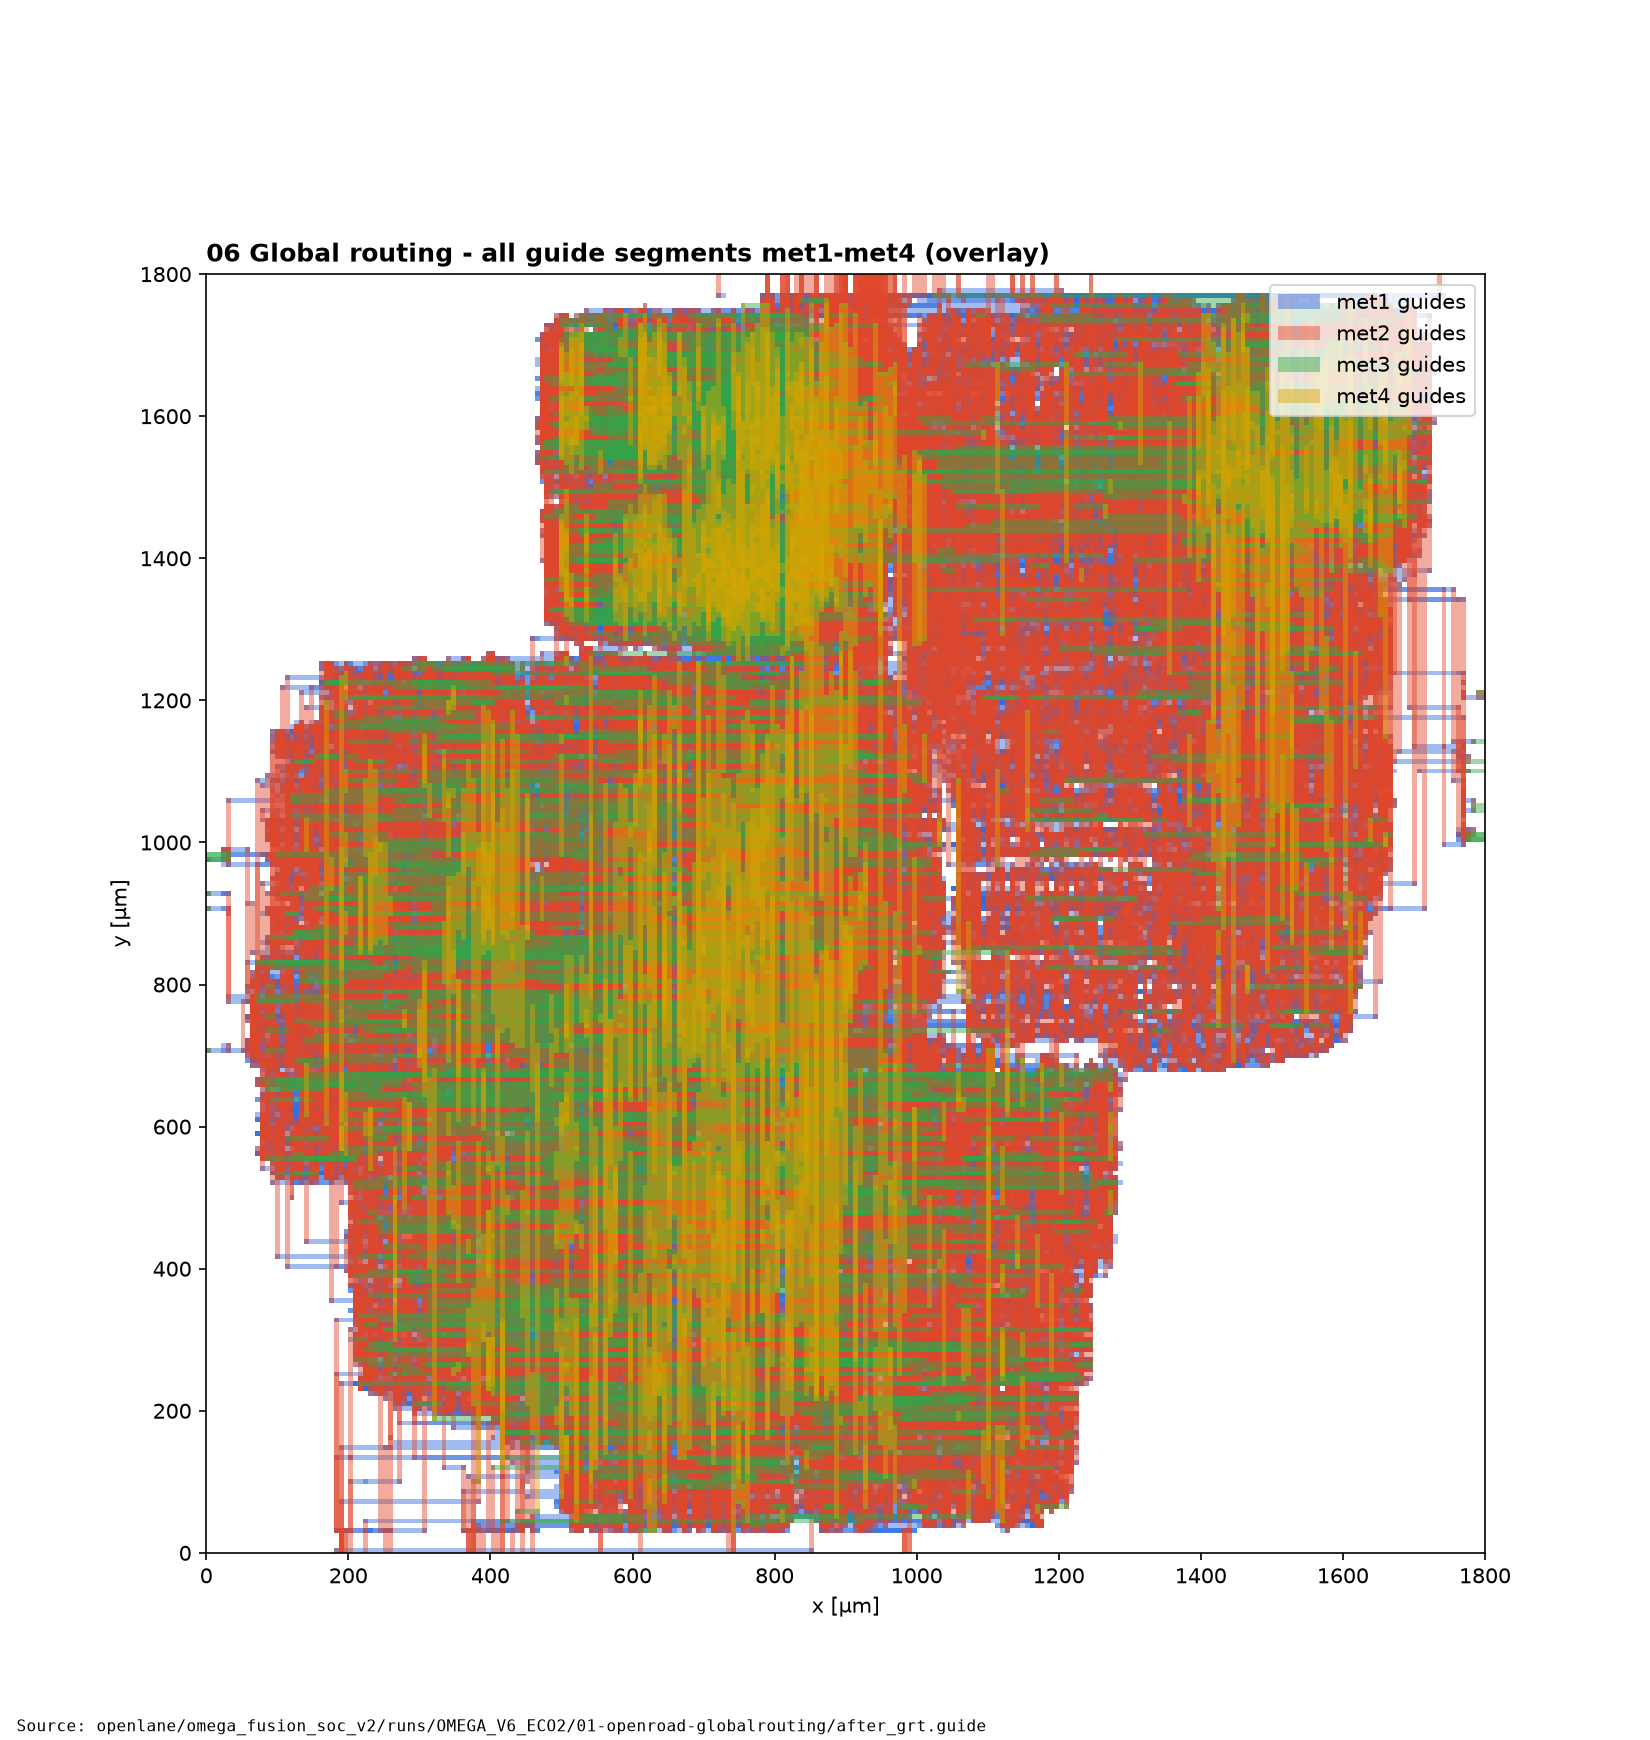 06 Global routing - all guide segments met1-met4 (overlay)
met1 guides
met2 guides
met3 guides
met4 guides
1800
1600
1400
1200
1000
800
600
400
200
0
y [µm]
0 200 400 600 800 1000 1200 1400 1600 1800
x [µm]
Source: openlane/omega_fusion_soc_v2/runs/OMEGA_V6_ECO2/01-openroad-globalrouting/after_grt.guide